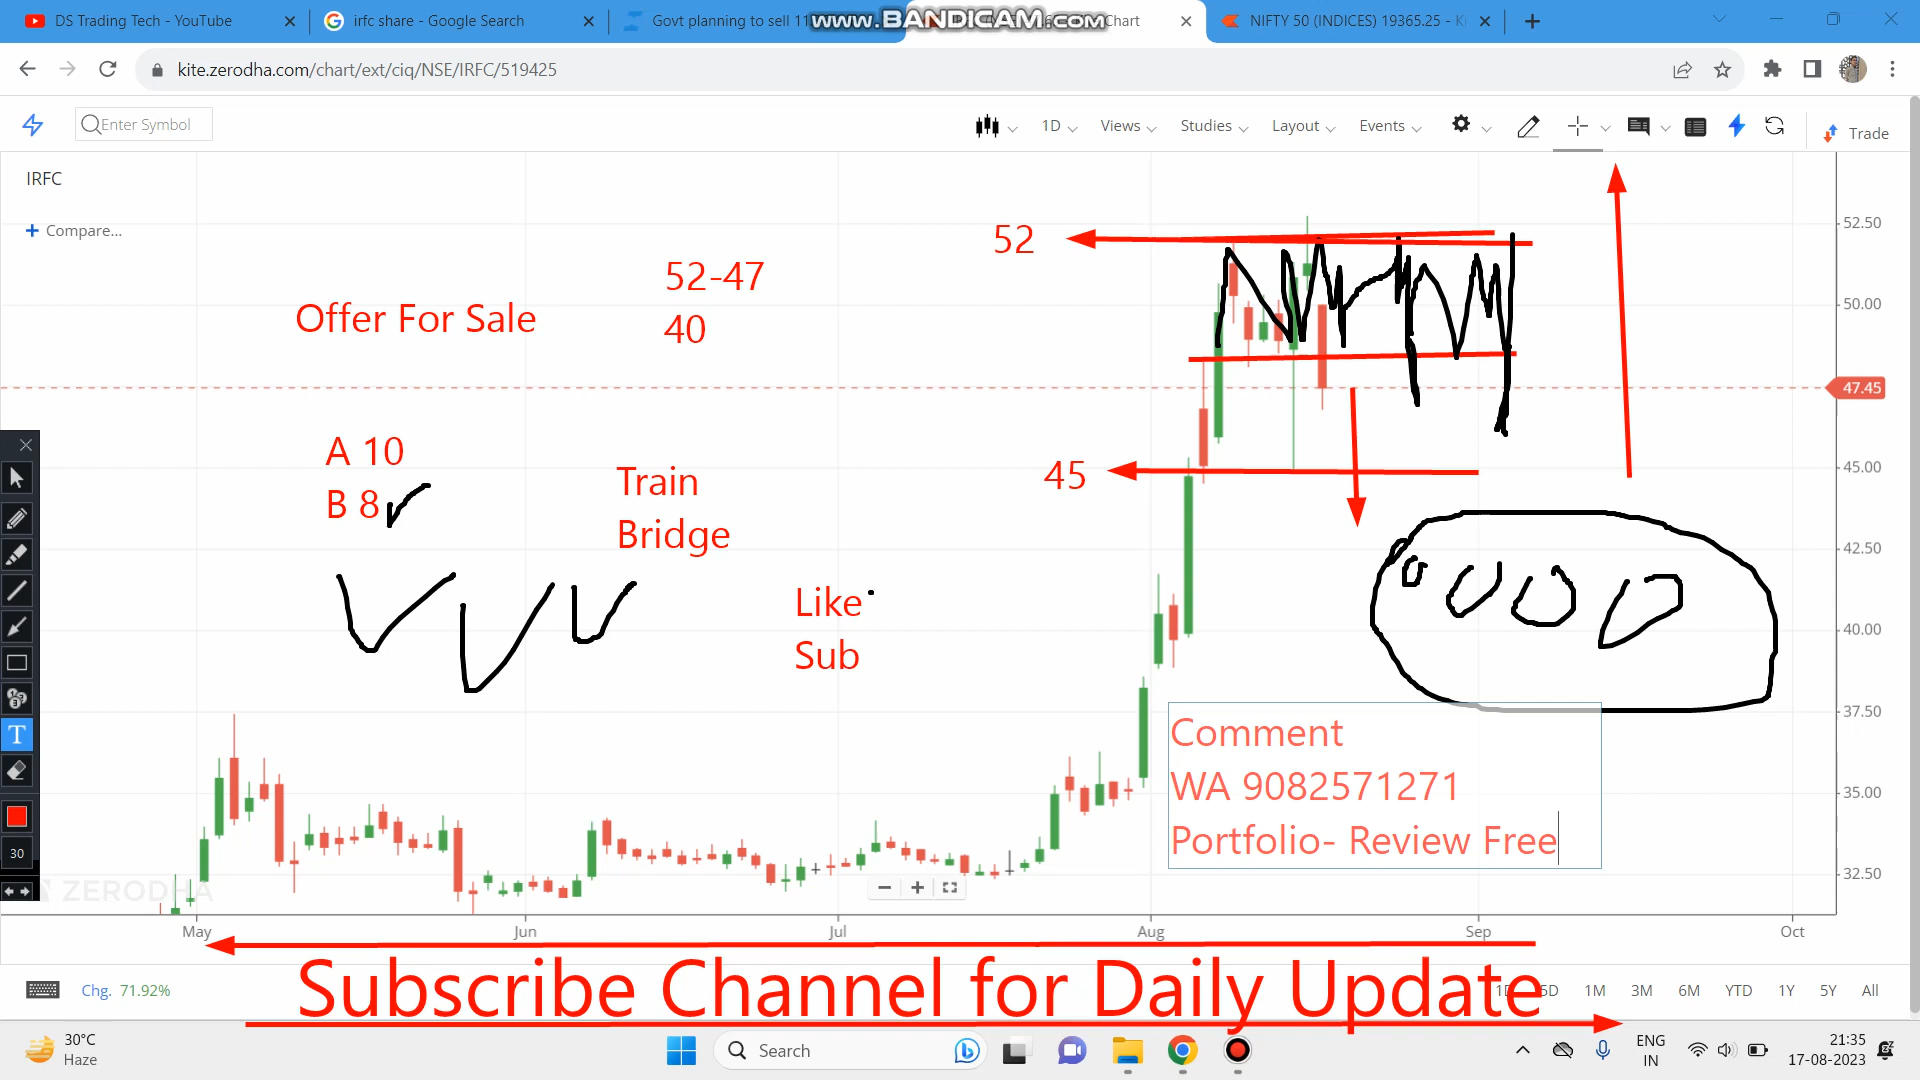 DS Trading Tech - YouTube
irfc share - Google Search
Govt planning to sell 11
www.BANDICAM.com
Chart
NIFTY 50 (INDICES) 19365.25 - K
kite.zerodha.com/chart/ext/ciq/NSE/IRFC/519425
Enter Symbol
1D
Views
Studies
Layout
Events
Trade
IRFC
Compare...
52
52-47
40
Offer For Sale
A 10
B 8
Train
Bridge
45
Like
Sub
Comment
WA 9082571271
Portfolio- Review Free
52.50
50.00
47.45
45.00
42.50
40.00
37.50
35.00
32.50
T
30
ZERODHA
May
Jun
Jul
Aug
Sep
Oct
Chg. 71.92%
Subscribe Channel for Daily Update
5D
1M
3M
6M
YTD
1Y
5Y
All
30°C
Haze
Search
ENG
IN
21:35
17-08-2023